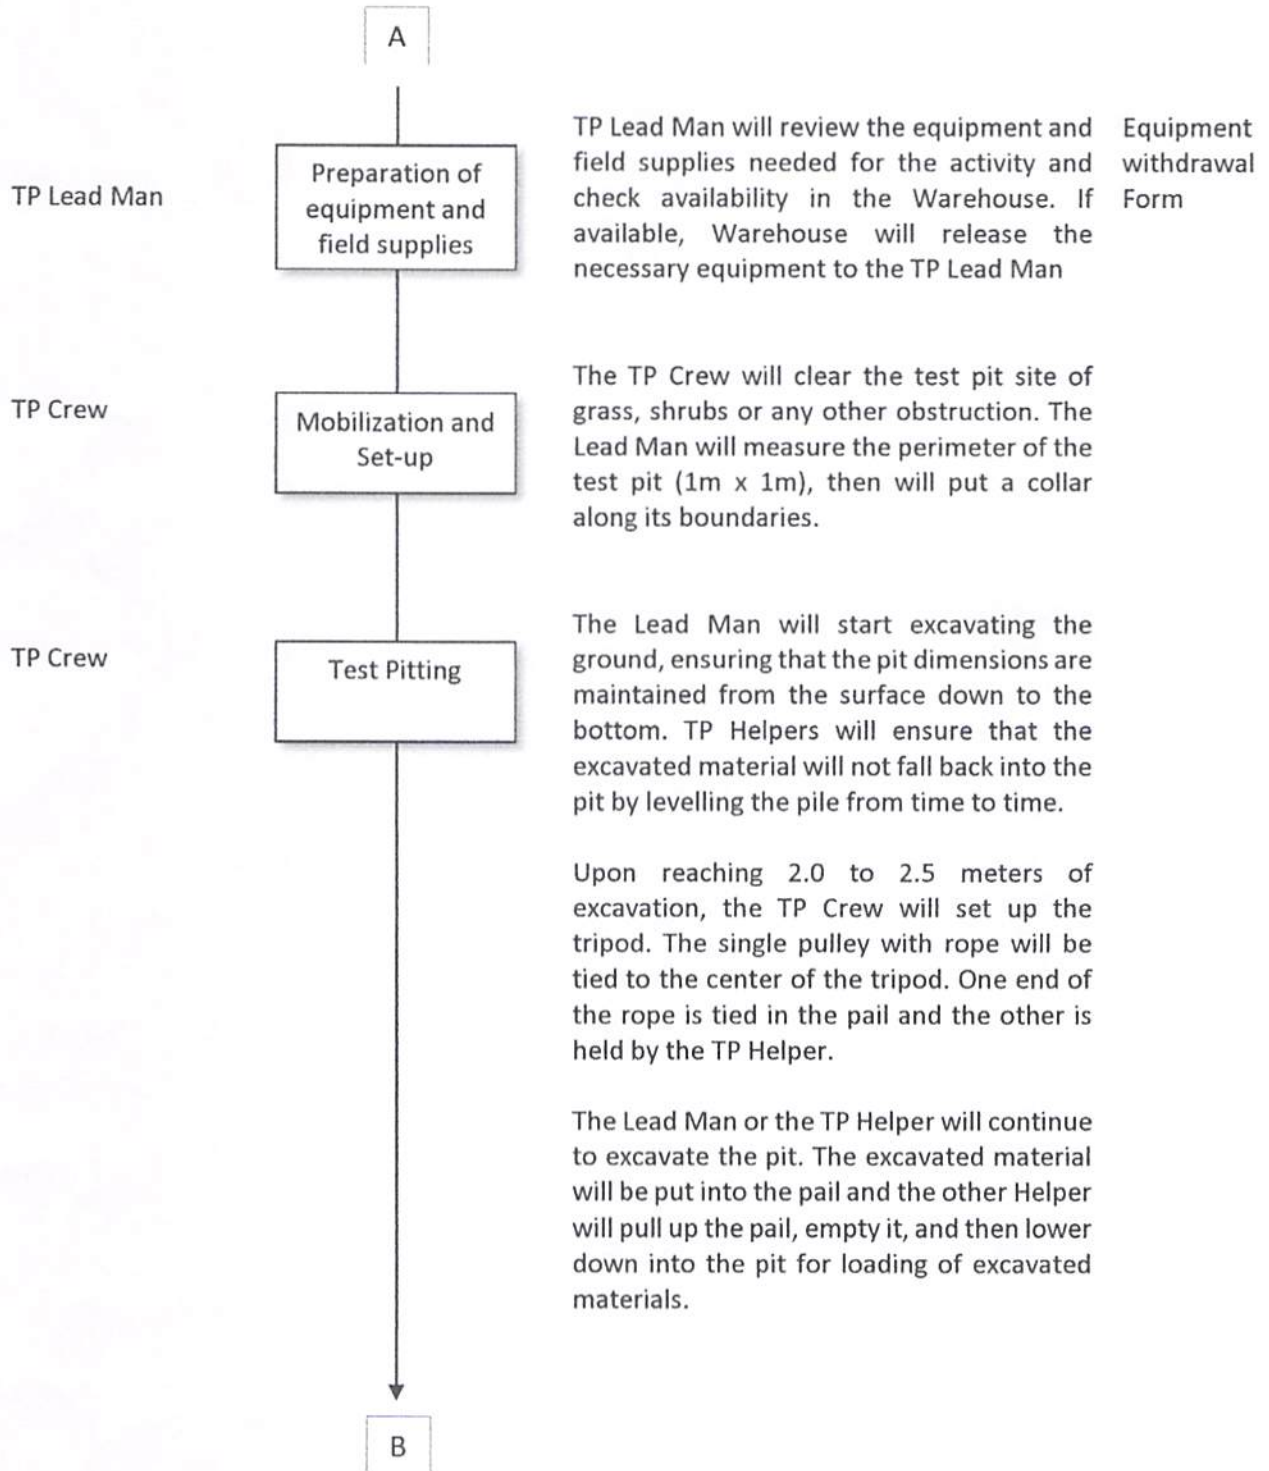 A
TP Lead Man
Preparation of
equipment and
field supplies
TP Lead Man will review the equipment and
field supplies needed for the activity and
check availability in the Warehouse. If
available, Warehouse will release the
necessary equipment to the TP Lead Man
Equipment
withdrawal
Form
TP Crew
Mobilization and
Set-up
The TP Crew will clear the test pit site of
grass, shrubs or any other obstruction. The
Lead Man will measure the perimeter of the
test pit (1m x 1m), then will put a collar
along its boundaries.
TP Crew
Test Pitting
The Lead Man will start excavating the
ground, ensuring that the pit dimensions are
maintained from the surface down to the
bottom. TP Helpers will ensure that the
excavated material will not fall back into the
pit by levelling the pile from time to time.
Upon reaching 2.0 to 2.5 meters of
excavation, the TP Crew will set up the
tripod. The single pulley with rope will be
tied to the center of the tripod. One end of
the rope is tied in the pail and the other is
held by the TP Helper.
The Lead Man or the TP Helper will continue
to excavate the pit. The excavated material
will be put into the pail and the other Helper
will pull up the pail, empty it, and then lower
down into the pit for loading of excavated
materials.
B